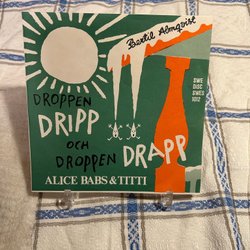 Bertil Almqvist
SWE
DISC
SWES
1012
DROPPEN
DRIPP
OCH
DROPPEN
DRAPP
ALICE BABS & TITTI